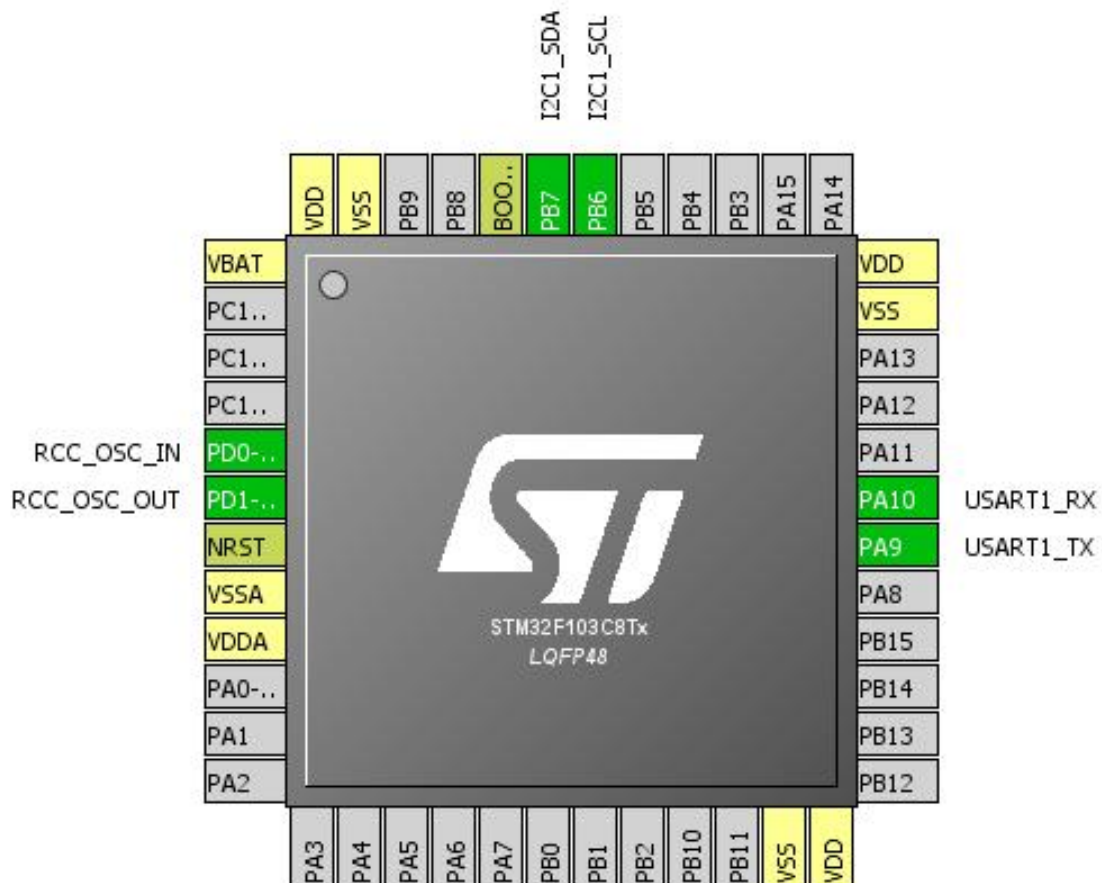 I2C1_SDA
I2C1_SCL
VDD
VSS
PB9
PB8
BOO..
PB7
PB6
PB5
PB4
PB3
PA15
PA14
VBAT
PC1..
PC1..
PC1..
RCC_OSC_IN PD0-..
RCC_OSC_OUT PD1-..
NRST
VSSA
VDDA
PA0-..
PA1
PA2
ST
STM32F103C8Tx
LQFP48
VDD
VSS
PA13
PA12
PA11
PA10 USART1_RX
PA9 USART1_TX
PA8
PB15
PB14
PB13
PB12
PA3
PA4
PA5
PA6
PA7
PB0
PB1
PB2
PB10
PB11
VSS
VDD